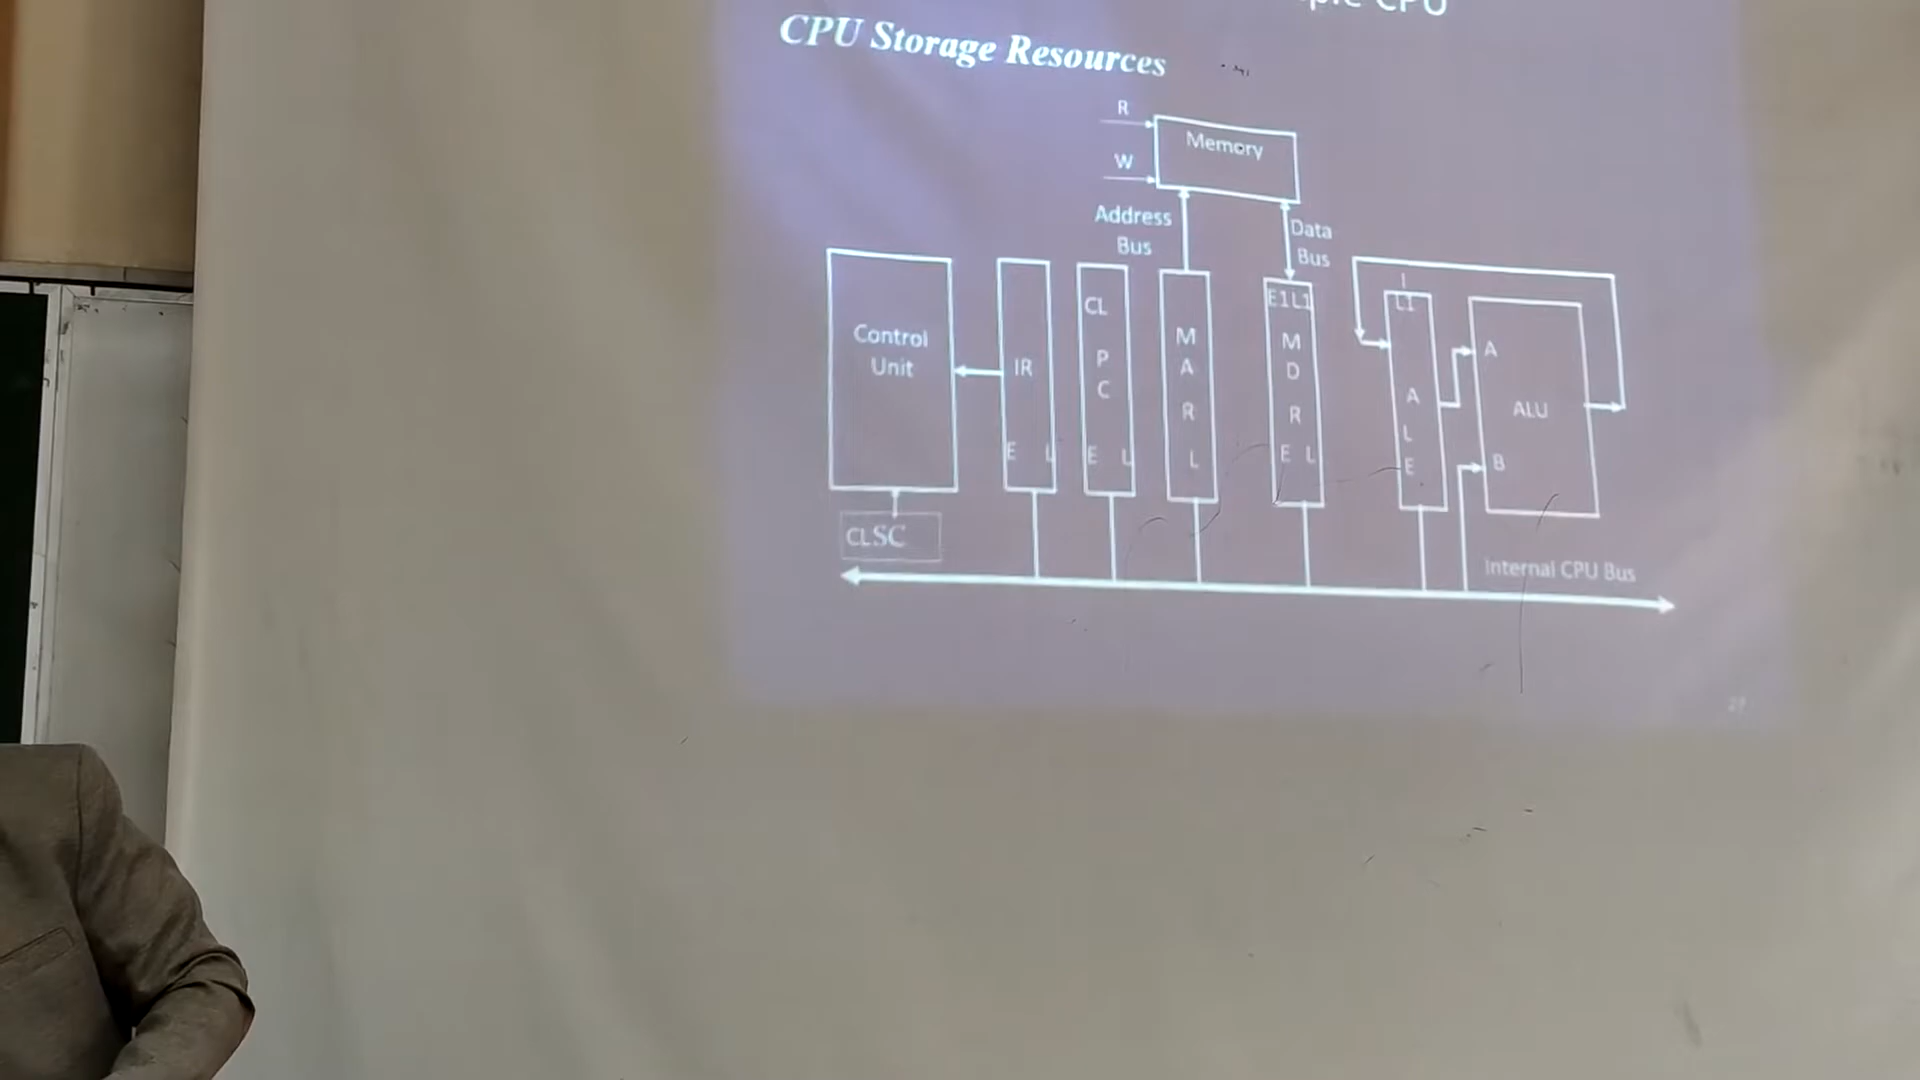 CPU
CPU Storage Resources
R
Memory
W
Address
Bus
Data
Bus
Control
Unit
IR
E L
CL
P
C
E L
M
A
R
L
E1L1
M
D
R
E L
L1
A
L
E
A
ALU
B
CLSC
Internal CPU Bus